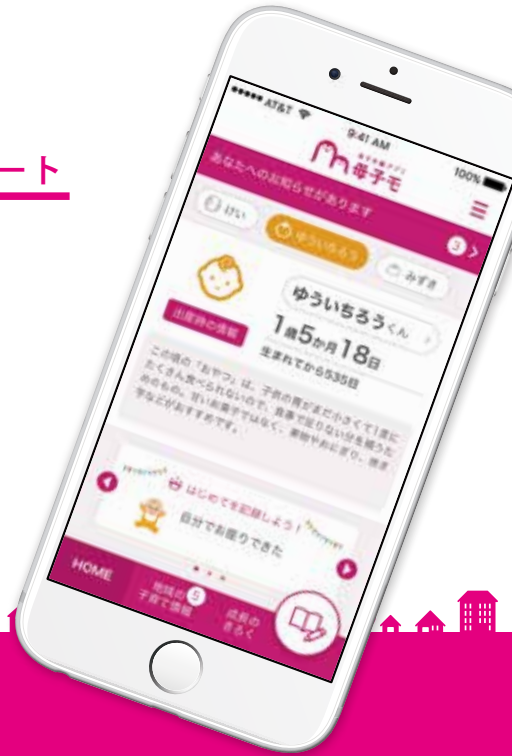 ート
AT&T
9:41 AM
100%
母子手帳アプリ
母子モ
あなたへのお知らせがあります
3
けい
ゆういちろう
みずき
ゆういちろうくん
1歳5か月18日
生まれてから535日
出産時の情報
この頃の「おやつ」は、子供の胃がまだ小さくて1度に
たくさん食べられないので、食事で足りない分を補うた
めのもの。甘いお菓子ではなく、果物やおにぎり、焼き
芋などがおすすめです。
はじめてを記録しよう!
自分でお座りできた
HOME
地域の
子育て情報
5
成長の
きろく